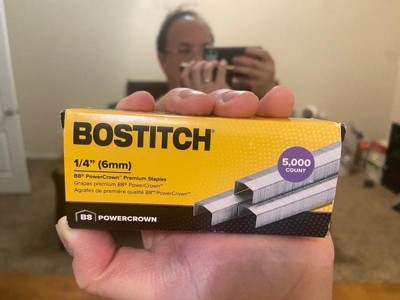 BOSTITCH®
1/4" (6mm)
B8® PowerCrown™ Premium Staples
Grapas premium B8® PowerCrown™
Agrafes de première qualité B8® PowerCrown™
B8 POWERCROWN
5,000
COUNT